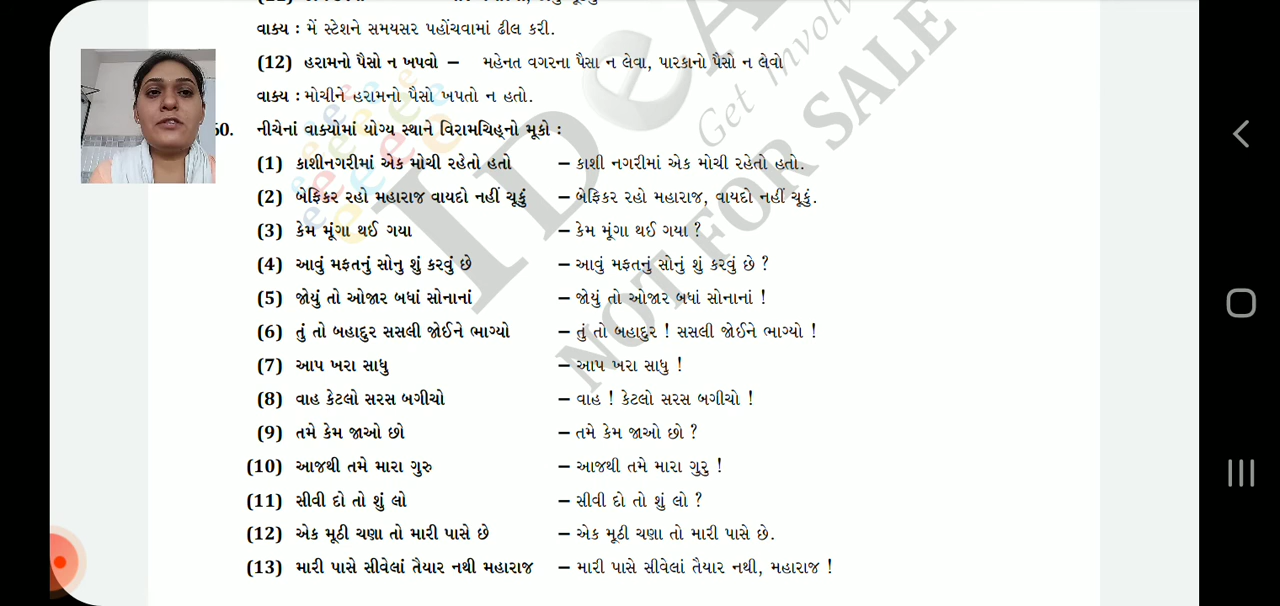 વાક્ય : મેં સ્ટેશને સમયસર પહોંચવામાં ઢીલ કરી.
(12) હરામનો પૈસો ન ખપવો – મહેનત વગરના પૈસા ન લેવા, પારકાનો પૈસો ન લેવો
વાક્ય : મોચીને હરામનો પૈસો ખપતો ન હતો.
60. નીચેનાં વાક્યોમાં યોગ્ય સ્થાને વિરામચિહ્નો મૂકો :
(1) કાશીનગરીમાં એક મોચી રહેતો હતો – કાશી નગરીમાં એક મોચી રહેતો હતો.
(2) બેફિકર રહો મહારાજ વાયદો નહીં ચૂકું – બેફિકર રહો મહારાજ, વાયદો નહીં ચૂકું.
(3) કેમ મૂંગા થઈ ગયા – કેમ મૂંગા થઈ ગયા ?
(4) આવું મફતનું સોનુ શું કરવું છે – આવું મફતનું સોનું શું કરવું છે ?
(5) જોયું તો ઓજાર બધાં સોનાનાં – જોયું તો ઓજાર બધાં સોનાનાં !
(6) તું તો બહાદુર સસલી જોઈને ભાગ્યો – તું તો બહાદુર ! સસલી જોઈને ભાગ્યો !
(7) આપ ખરા સાધુ – આપ ખરા સાધુ !
(8) વાહ કેટલો સરસ બગીચો – વાહ ! કેટલો સરસ બગીચો !
(9) તમે કેમ જાઓ છો – તમે કેમ જાઓ છો ?
(10) આજથી તમે મારા ગુરુ – આજથી તમે મારા ગુરુ !
(11) સીવી દો તો શું લો – સીવી દો તો શું લો ?
(12) એક મૂઠી ચણા તો મારી પાસે છે – એક મૂઠી ચણા તો મારી પાસે છે.
(13) મારી પાસે સીવેલાં તૈયાર નથી મહારાજ – મારી પાસે સીવેલાં તૈયાર નથી, મહારાજ !
IDeA
Get Involv
NOT FOR SALE